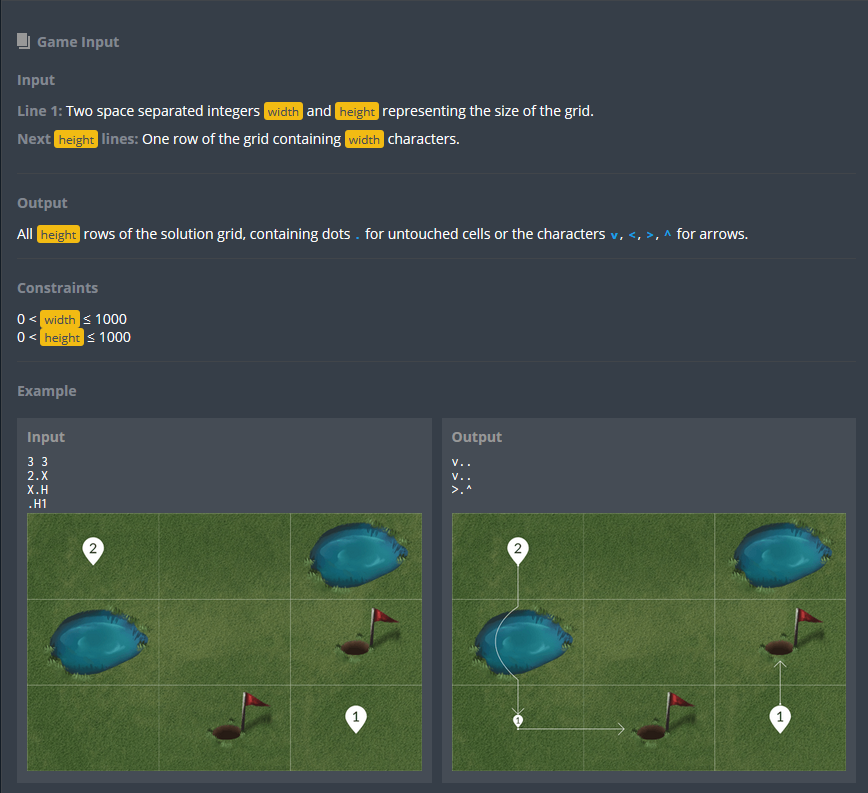 Game Input
Input
Line 1: Two space separated integers width and height representing the size of the grid.
Next height lines: One row of the grid containing width characters.
Output
All height rows of the solution grid, containing dots . for untouched cells or the characters v, <, >, ^ for arrows.
Constraints
0 < width ≤ 1000
0 < height ≤ 1000
Example
Input
3 3
2.X
X.H
.H1
2
1
Output
v..
v..
>.^
2
1
1